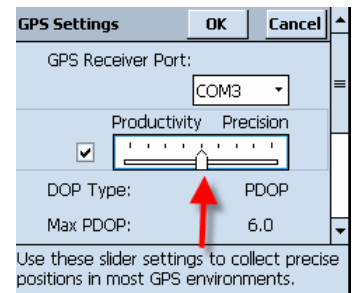 GPS Settings OK Cancel
GPS Receiver Port:
COM3
Productivity Precision
DOP Type: PDOP
Max PDOP: 6.0
Use these slider settings to collect precise
positions in most GPS environments.